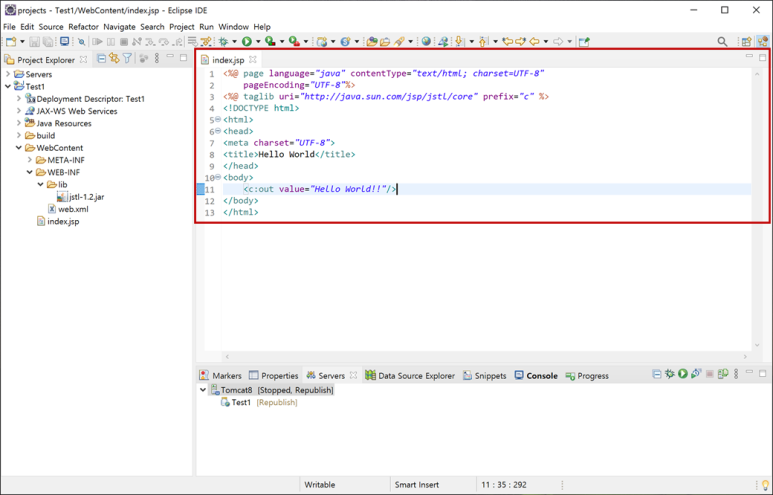 projects - Test1/WebContent/index.jsp - Eclipse IDE
File Edit Source Refactor Navigate Search Project Run Window Help
Project Explorer
Servers
Test1
Deployment Descriptor: Test1
JAX-WS Web Services
Java Resources
build
WebContent
META-INF
WEB-INF
lib
jstl-1.2.jar
web.xml
index.jsp
index.jsp
1 <%@ page language="java" contentType="text/html; charset=UTF-8"
2 pageEncoding="UTF-8"%>
3 <%@ taglib uri="http://java.sun.com/jsp/jstl/core" prefix="c" %>
4 <!DOCTYPE html>
5 <html>
6 <head>
7 <meta charset="UTF-8">
8 <title>Hello World</title>
9 </head>
10 <body>
11 <c:out value="Hello World!!"/>
12 </body>
13 </html>
Markers Properties Servers Data Source Explorer Snippets Console Progress
Tomcat8 [Stopped, Republish]
Test1 [Republish]
Writable Smart Insert 11 : 35 : 292